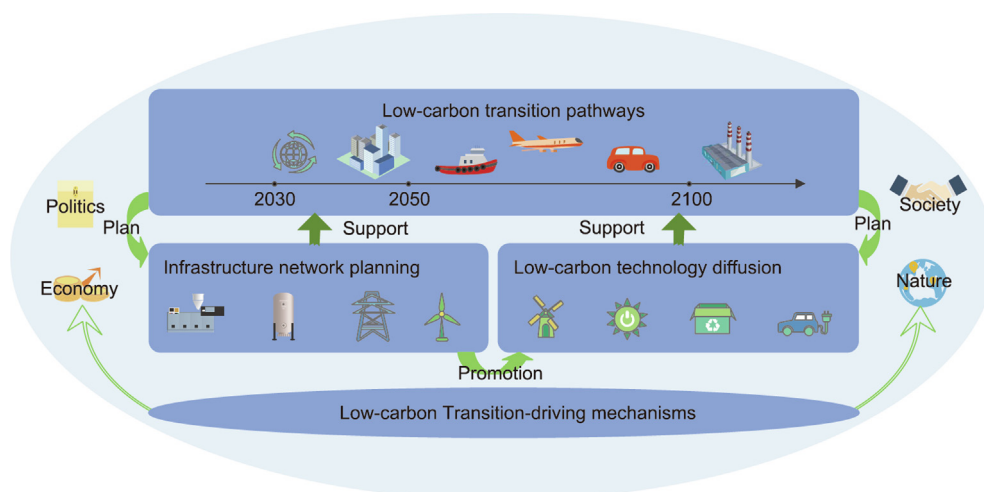 Low-carbon transition pathways
2030
2050
2100
Politics
Society
Plan
Support
Support
Plan
Infrastructure network planning
Low-carbon technology diffusion
Economy
Nature
Promotion
Low-carbon Transition-driving mechanisms